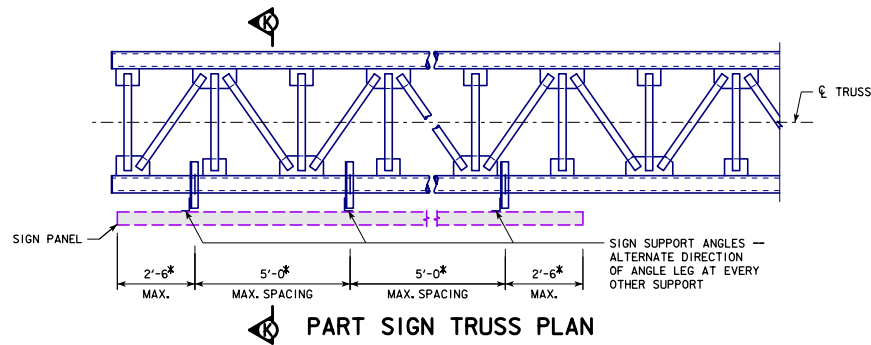 K
℄ TRUSS
SIGN PANEL
SIGN SUPPORT ANGLES --
ALTERNATE DIRECTION
OF ANGLE LEG AT EVERY
OTHER SUPPORT
2'-6* 5'-0* 5'-0* 2'-6*
MAX. MAX. SPACING MAX. SPACING MAX.
K PART SIGN TRUSS PLAN